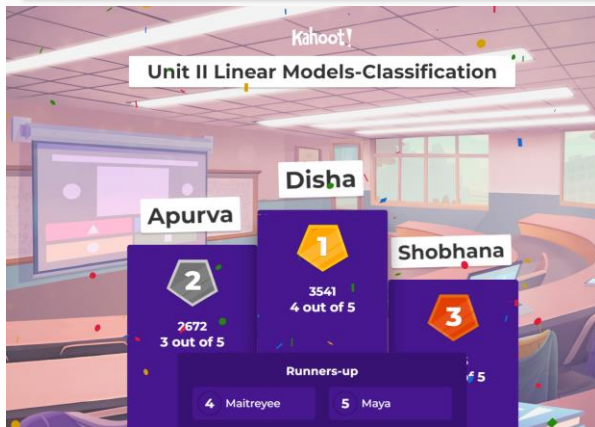 Kahoot!
Unit II Linear Models-Classification
Disha
Apurva
Shobhana
1
3541
4 out of 5
2
2672
3 out of 5
3
f 5
Runners-up
4 Maitreyee
5 Maya